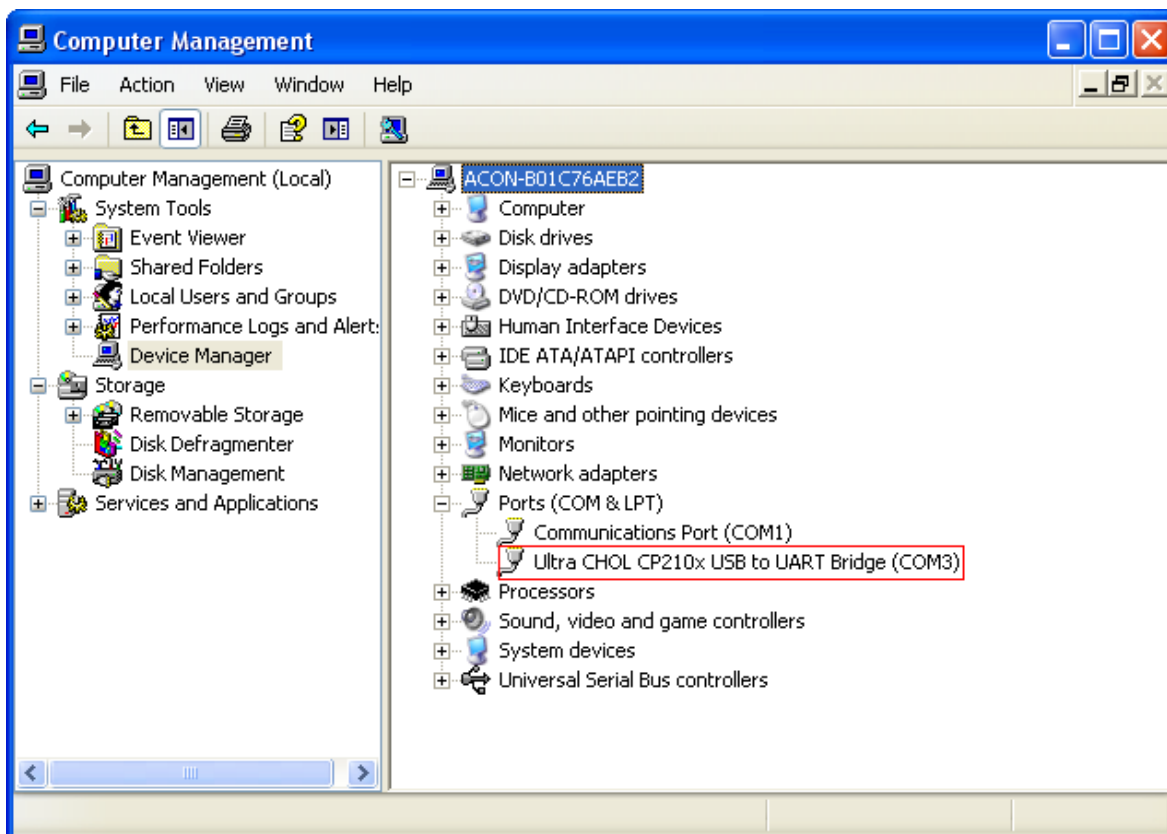 Computer Management
File Action View Window Help
Computer Management (Local)
System Tools
Event Viewer
Shared Folders
Local Users and Groups
Performance Logs and Alert
Device Manager
Storage
Removable Storage
Disk Defragmenter
Disk Management
Services and Applications
ACON-B01C76AEB2
Computer
Disk drives
Display adapters
DVD/CD-ROM drives
Human Interface Devices
IDE ATA/ATAPI controllers
Keyboards
Mice and other pointing devices
Monitors
Network adapters
Ports (COM & LPT)
Communications Port (COM1)
Ultra CHOL CP210x USB to UART Bridge (COM3)
Processors
Sound, video and game controllers
System devices
Universal Serial Bus controllers